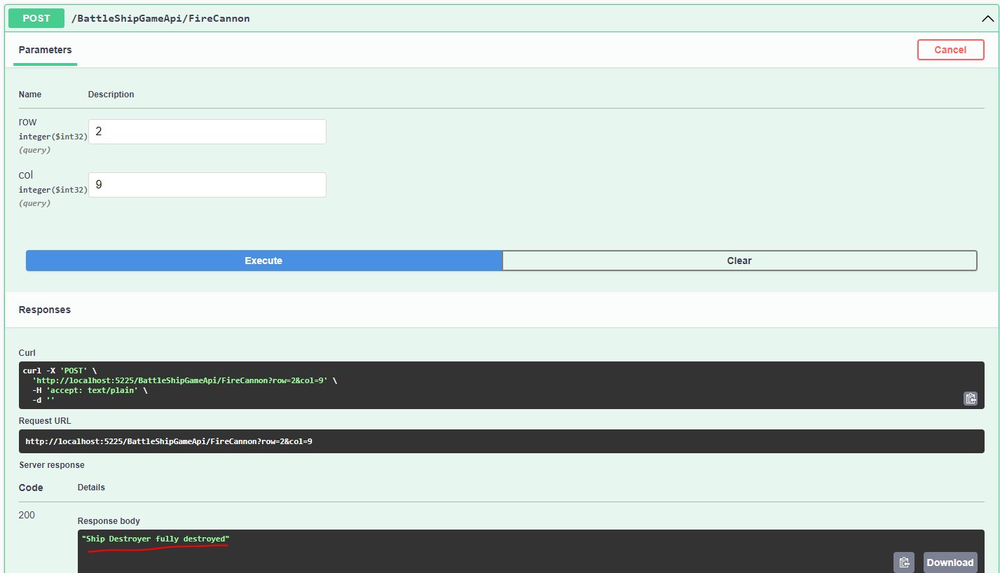 POST /BattleShipGameApi/FireCannon
Parameters
Cancel
Name Description
row
integer($int32)
(query)
2
col
integer($int32)
(query)
9
Execute Clear
Responses
Curl
curl -X 'POST' \
'http://localhost:5225/BattleShipGameApi/FireCannon?row=2&col=9' \
-H 'accept: text/plain' \
-d ''
Request URL
http://localhost:5225/BattleShipGameApi/FireCannon?row=2&col=9
Server response
Code Details
200
Response body
"Ship Destroyer fully destroyed"
Download